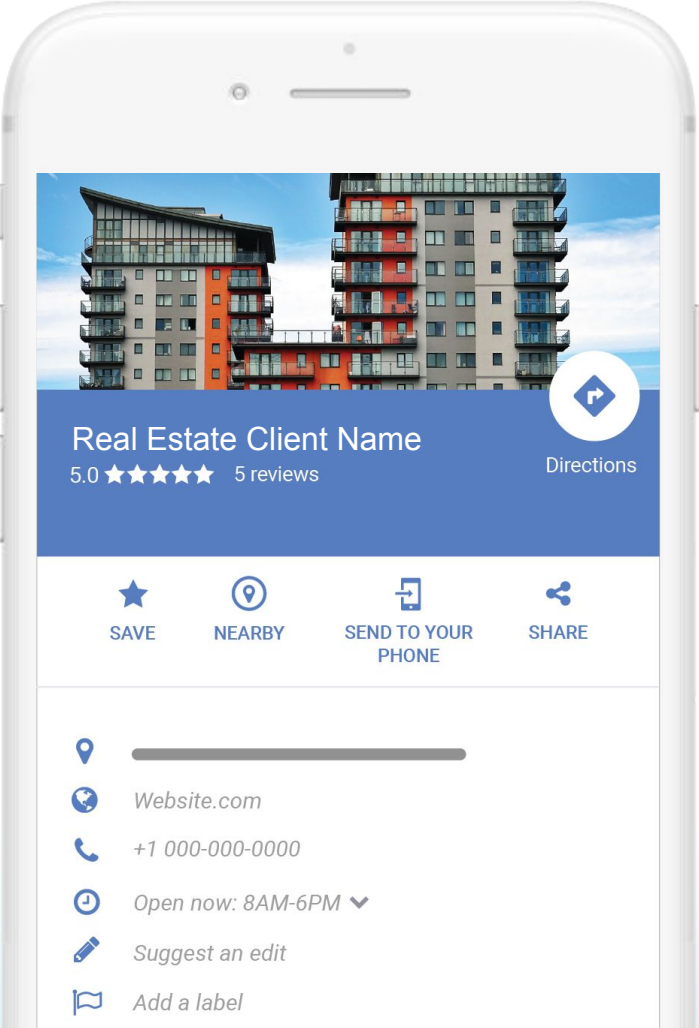 Real Estate Client Name
5.0 ★★★★★ 5 reviews
Directions
SAVE
NEARBY
SEND TO YOUR
PHONE
SHARE
Website.com
+1 000-000-0000
Open now: 8AM-6PM
Suggest an edit
Add a label